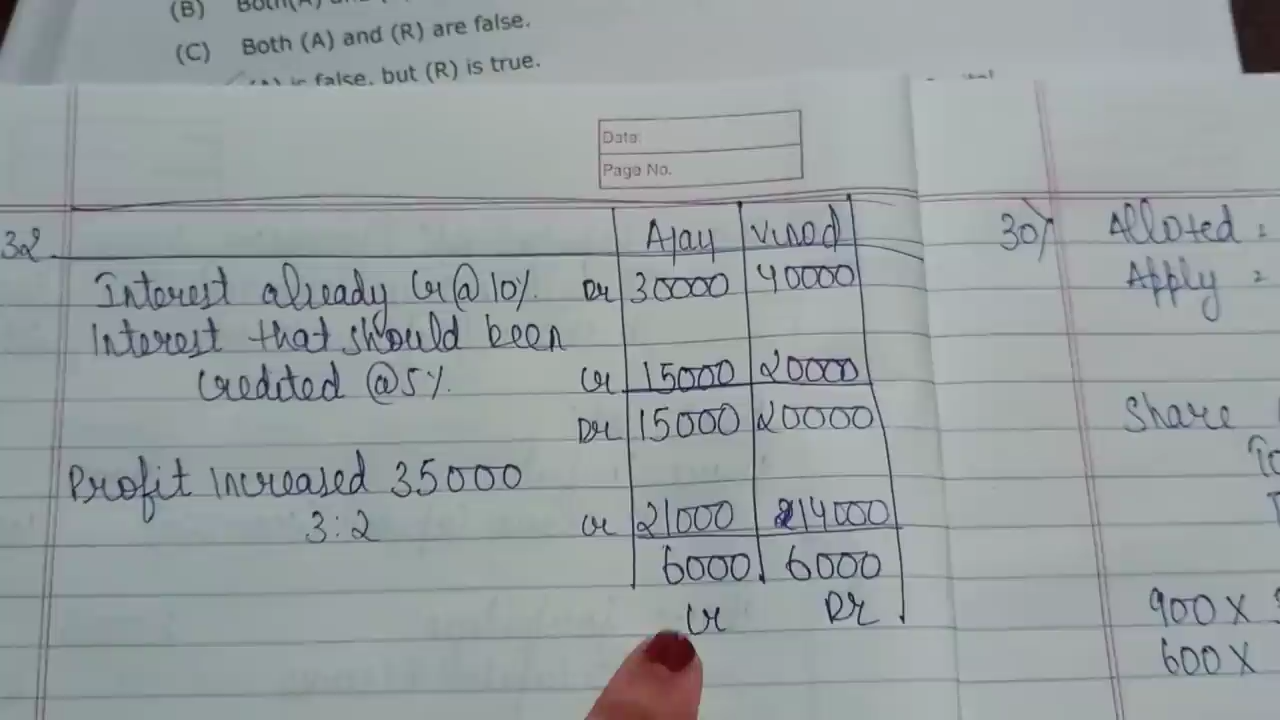 (B) Both(A)
(C) Both (A) and (R) are false.
is false, but (R) is true.
Date:
Page No.
32 Ajay Vinod
Interest already Cr@10% Dr 30000 40000
Interest that should been
Credited @5% Cr 15000 20000
Dr 15000 20000
Profit Increased 35000
3:2 Cr 21000 14000
6000 6000
Cr Dr
30) Alloted =
Apply =
Share
900 X
600 X